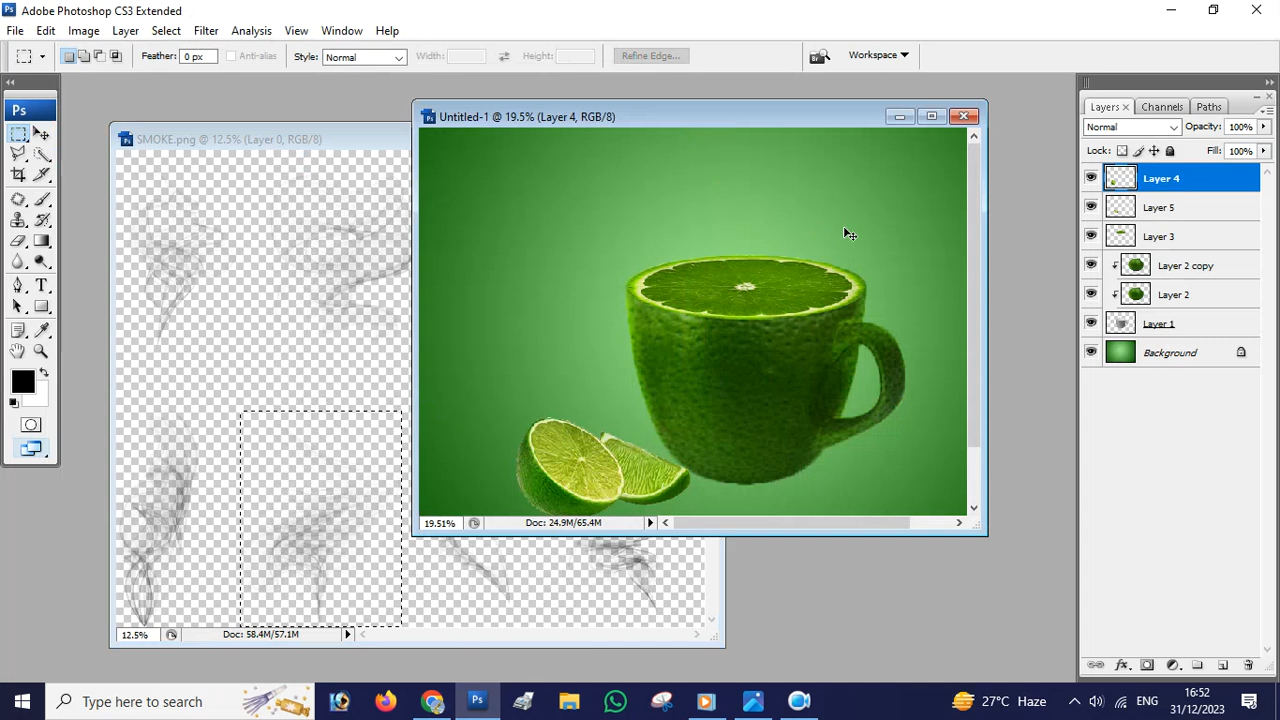 Adobe Photoshop CS3 Extended
File Edit Image Layer Select Filter Analysis View Window Help
Feather: 0 px Anti-alias Style: Normal Width: Height: Refine Edge... Workspace
Ps
SMOKE.png @ 12.5% (Layer 0, RGB/8)
12.5% Doc: 58.4M/57.1M
Untitled-1 @ 19.5% (Layer 4, RGB/8)
19.51% Doc: 24.9M/65.4M
Layers Channels Paths
Normal Opacity: 100%
Lock: Fill: 100%
Layer 4
Layer 5
Layer 3
Layer 2 copy
Layer 2
Layer 1
Background
Type here to search
Ps
27°C Haze
ENG
16:52
31/12/2023